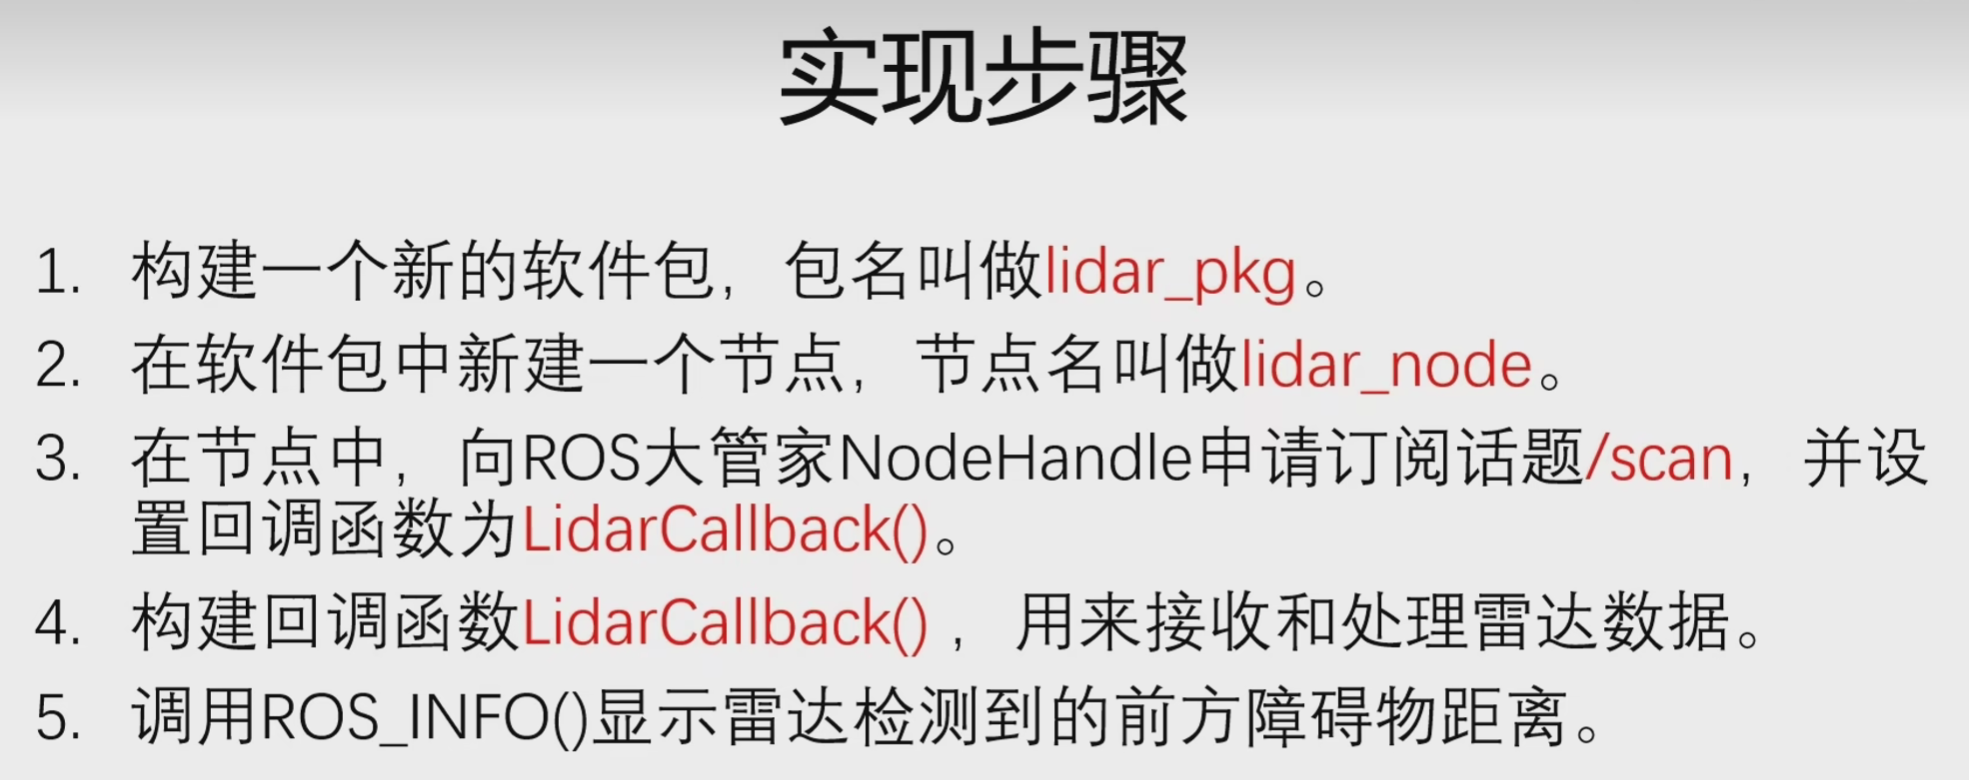 实现步骤
1. 构建一个新的软件包，包名叫做lidar_pkg。
2. 在软件包中新建一个节点，节点名叫做lidar_node。
3. 在节点中，向ROS大管家NodeHandle申请订阅话题/scan，并设
置回调函数为LidarCallback()。
4. 构建回调函数LidarCallback() ，用来接收和处理雷达数据。
5. 调用ROS_INFO()显示雷达检测到的前方障碍物距离。